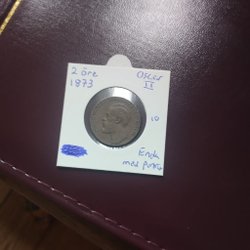 2 öre
1873
Oscar
II
10
Enda
med punkt